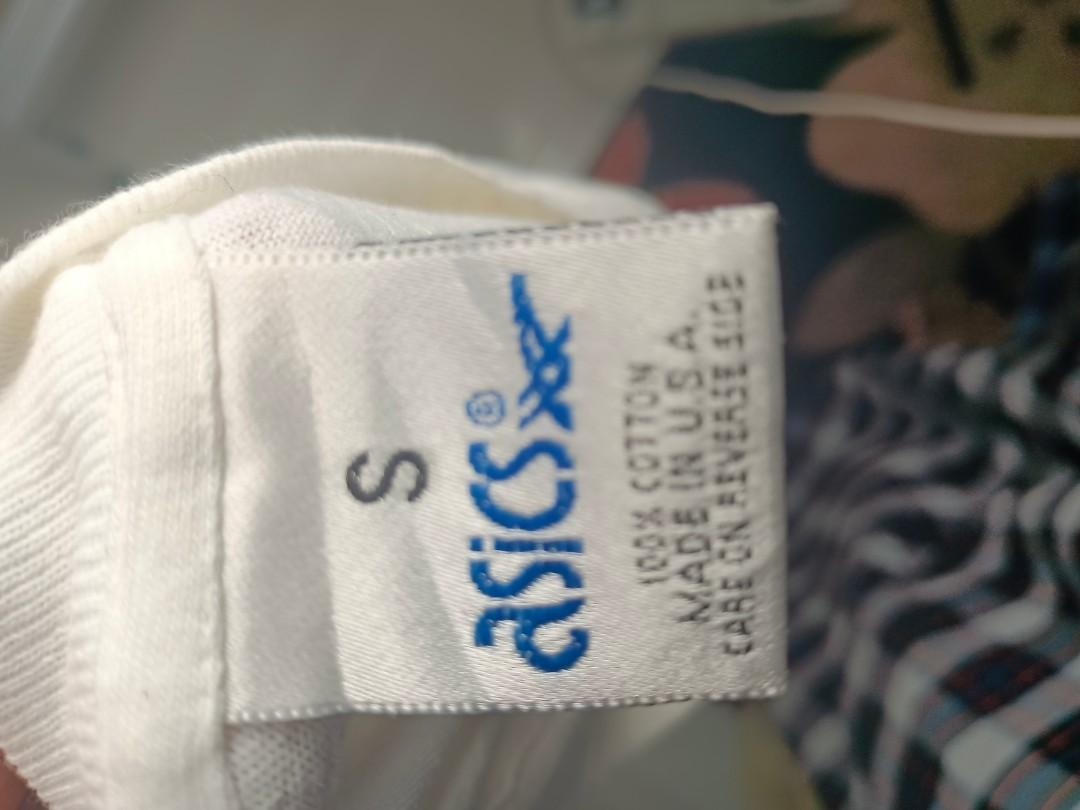 S
asics®
100% COTTON
MADE IN U.S.A.
CARE ON REVERSE SIDE